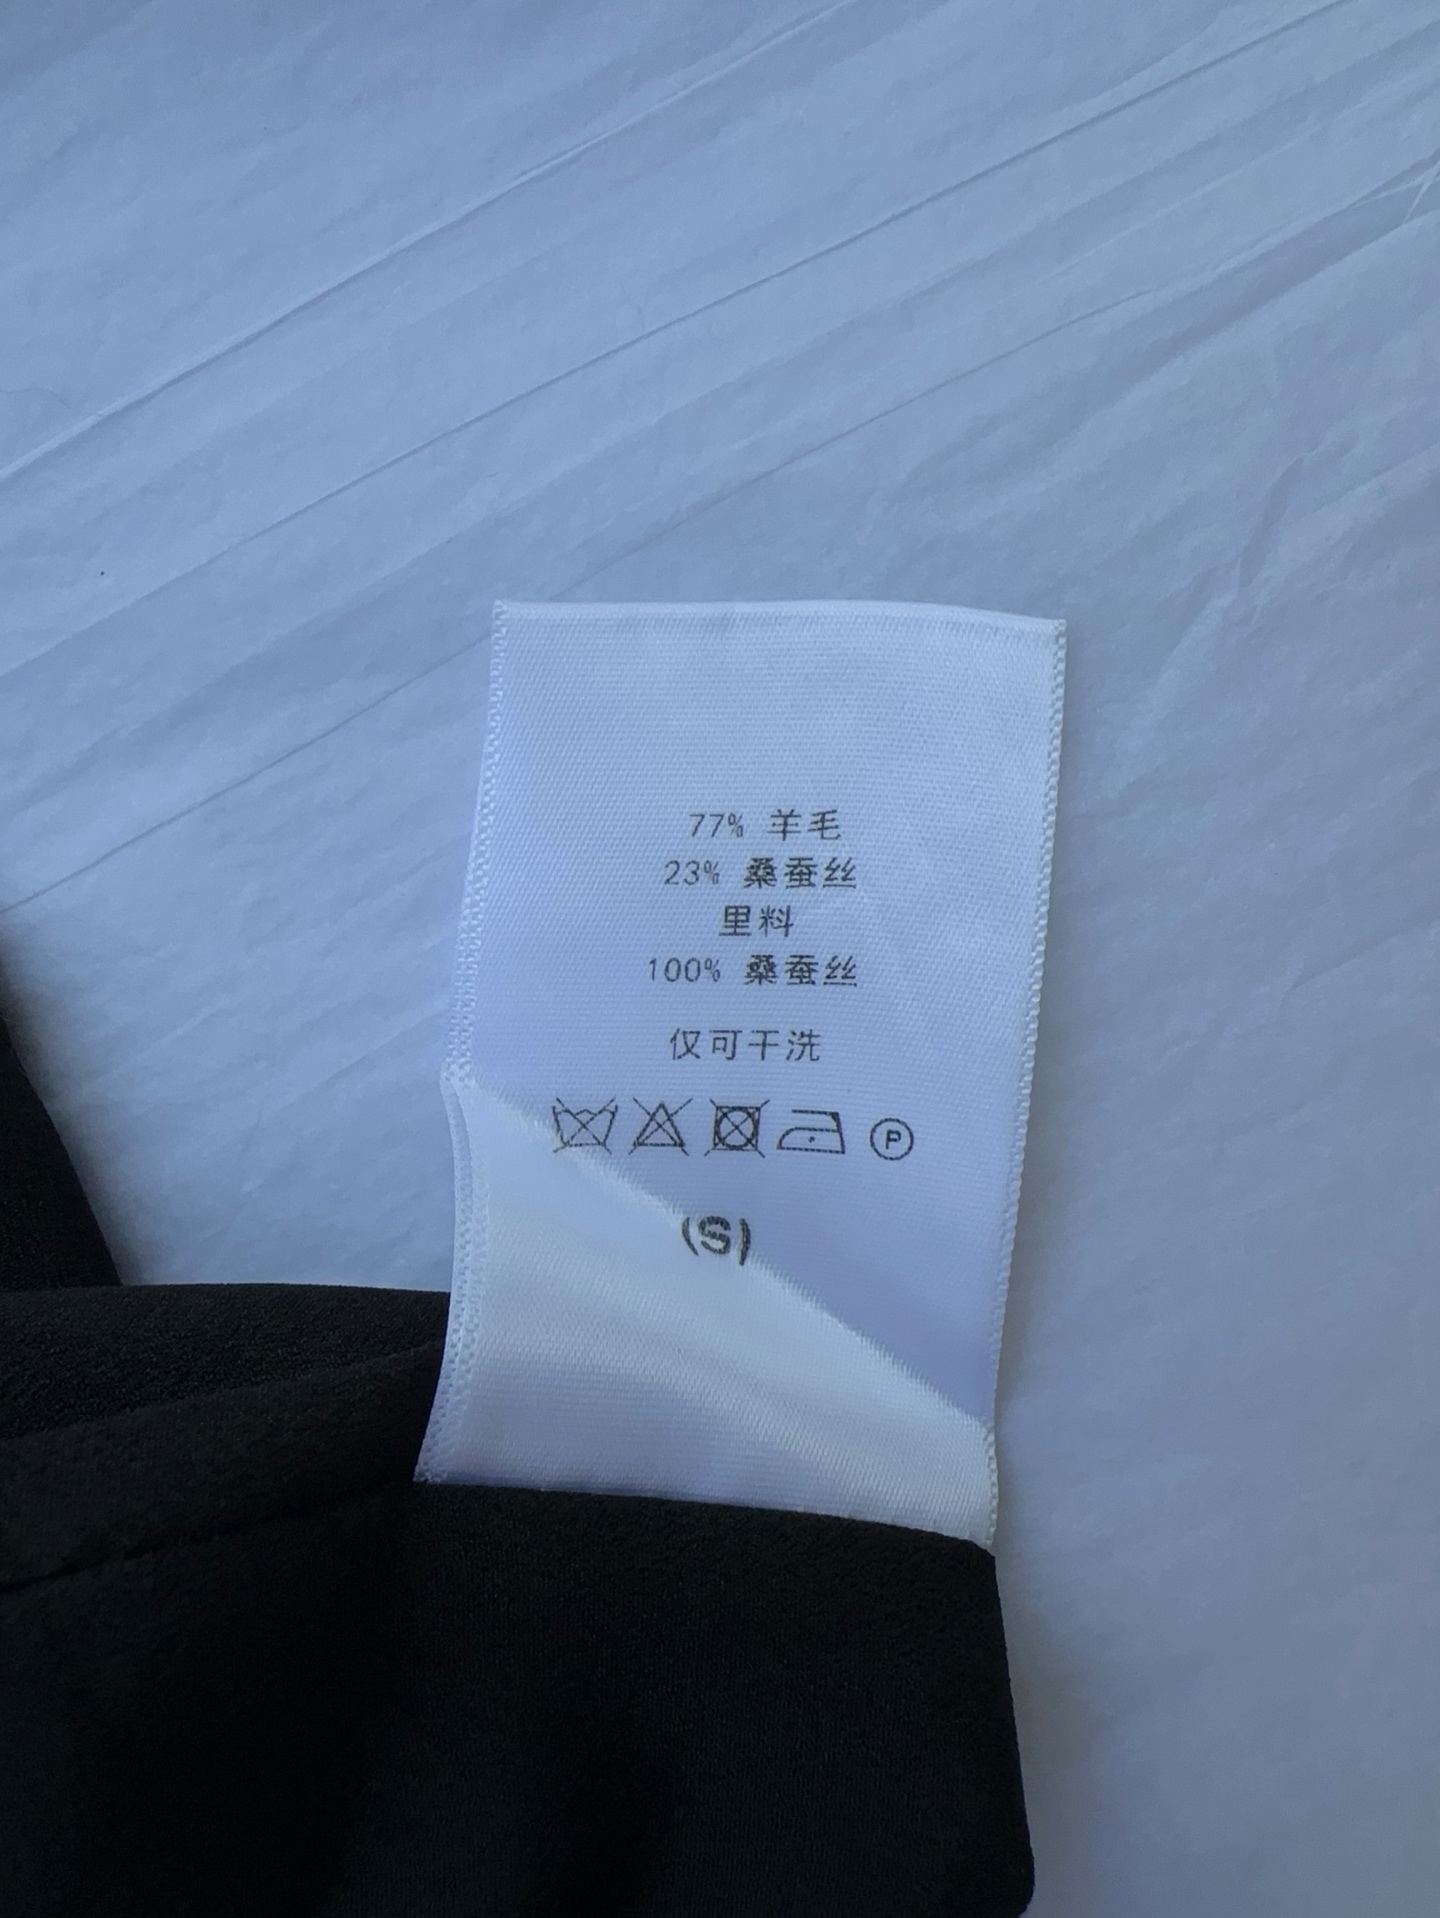 77% 羊毛
23% 桑蚕丝
里料
100% 桑蚕丝
仅可干洗
P
(S)